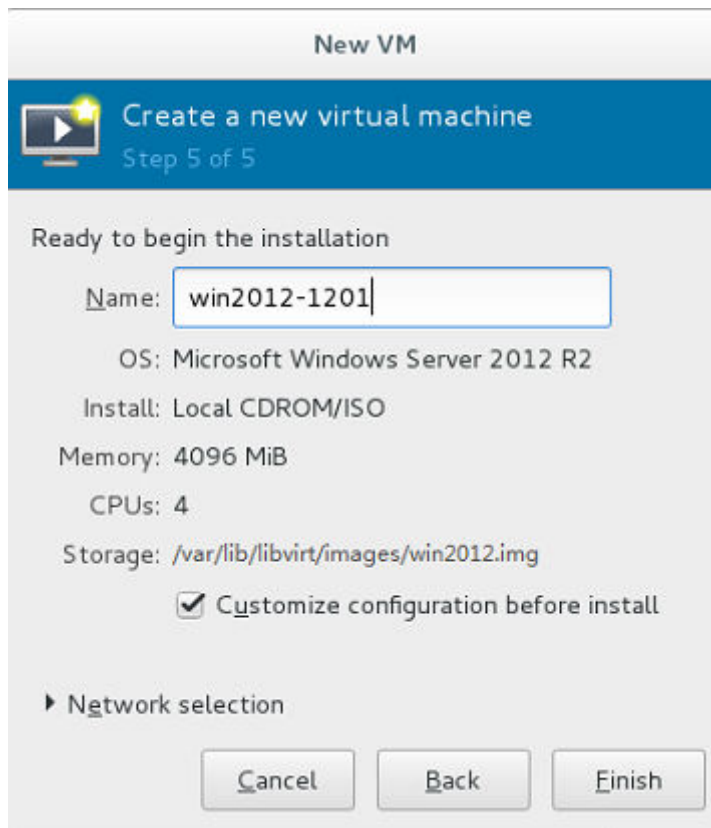 New VM
Create a new virtual machine
Step 5 of 5
Ready to begin the installation
Name: win2012-1201
OS: Microsoft Windows Server 2012 R2
Install: Local CDROM/ISO
Memory: 4096 MiB
CPUs: 4
Storage: /var/lib/libvirt/images/win2012.img
Customize configuration before install
Network selection
Cancel Back Finish